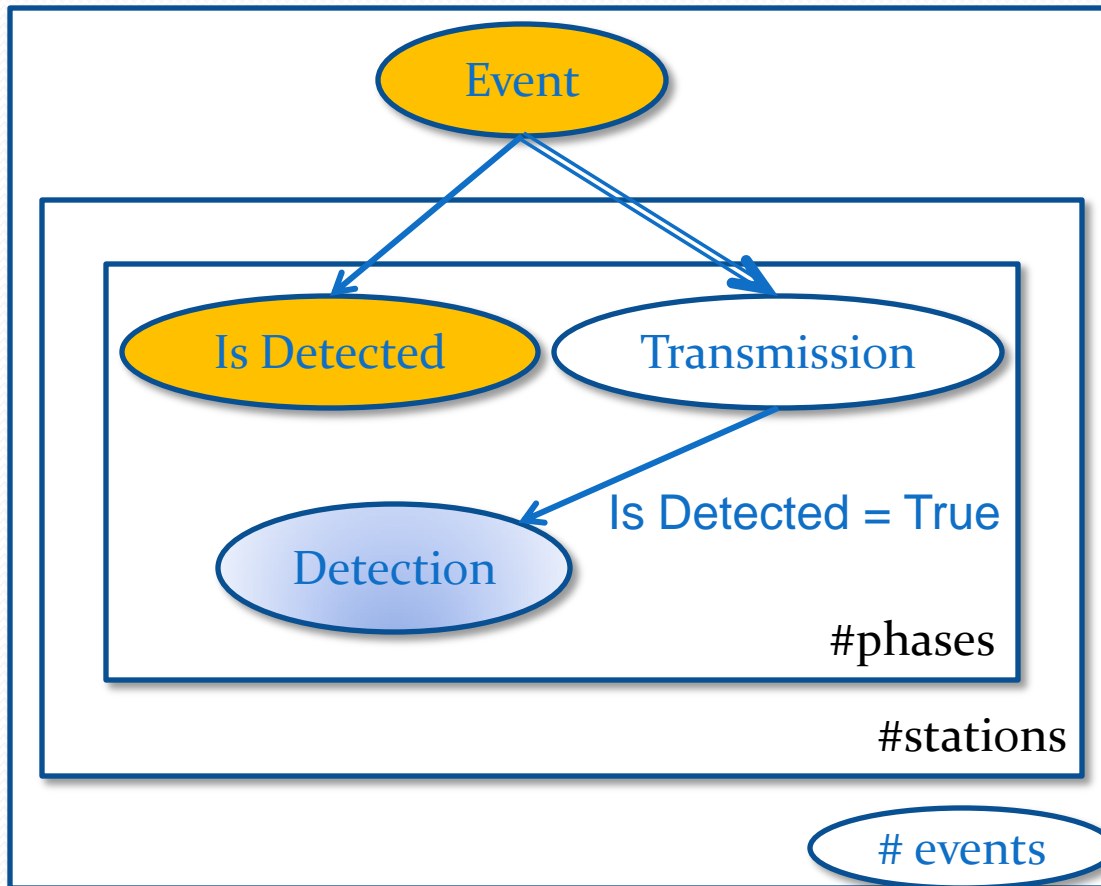 Event
Is Detected
Transmission
Is Detected = True
Detection
#phases
#stations
# events